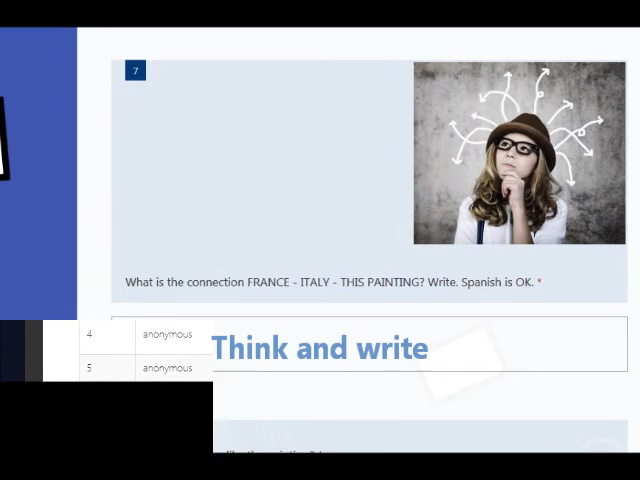 7
What is the connection FRANCE - ITALY - THIS PAINTING? Write. Spanish is OK. *
4 anonymous
Think and write
5 anonymous